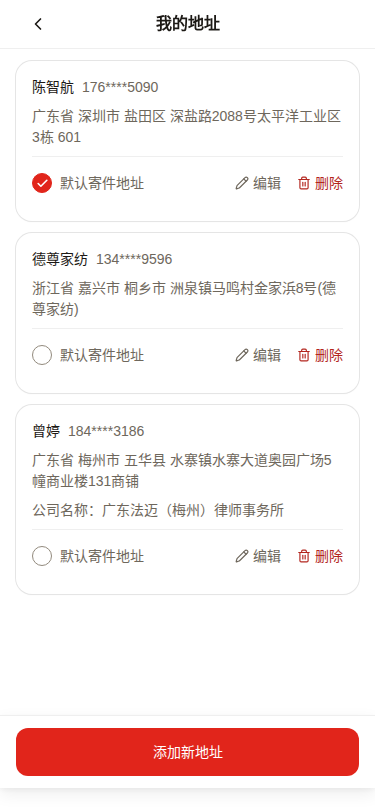 我的地址
陈智航 176****5090
广东省 深圳市 盐田区 深盐路2088号太平洋工业区
3栋 601
默认寄件地址 编辑 删除
德尊家纺 134****9596
浙江省 嘉兴市 桐乡市 洲泉镇马鸣村金家浜8号(德
尊家纺)
默认寄件地址 编辑 删除
曾婷 184****3186
广东省 梅州市 五华县 水寨镇水寨大道奥园广场5
幢商业楼131商铺
公司名称：广东法迈（梅州）律师事务所
默认寄件地址 编辑 删除
添加新地址